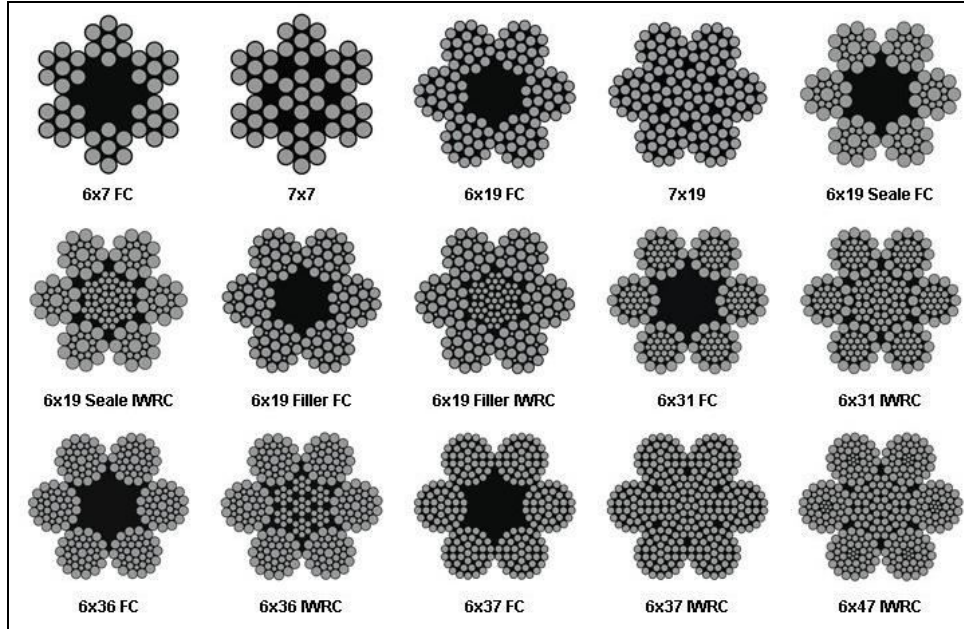 6x7 FC
7x7
6x19 FC
7x19
6x19 Seale FC
6x19 Seale IWRC
6x19 Filler FC
6x19 Filler IWRC
6x31 FC
6x31 IWRC
6x36 FC
6x36 IWRC
6x37 FC
6x37 IWRC
6x47 IWRC